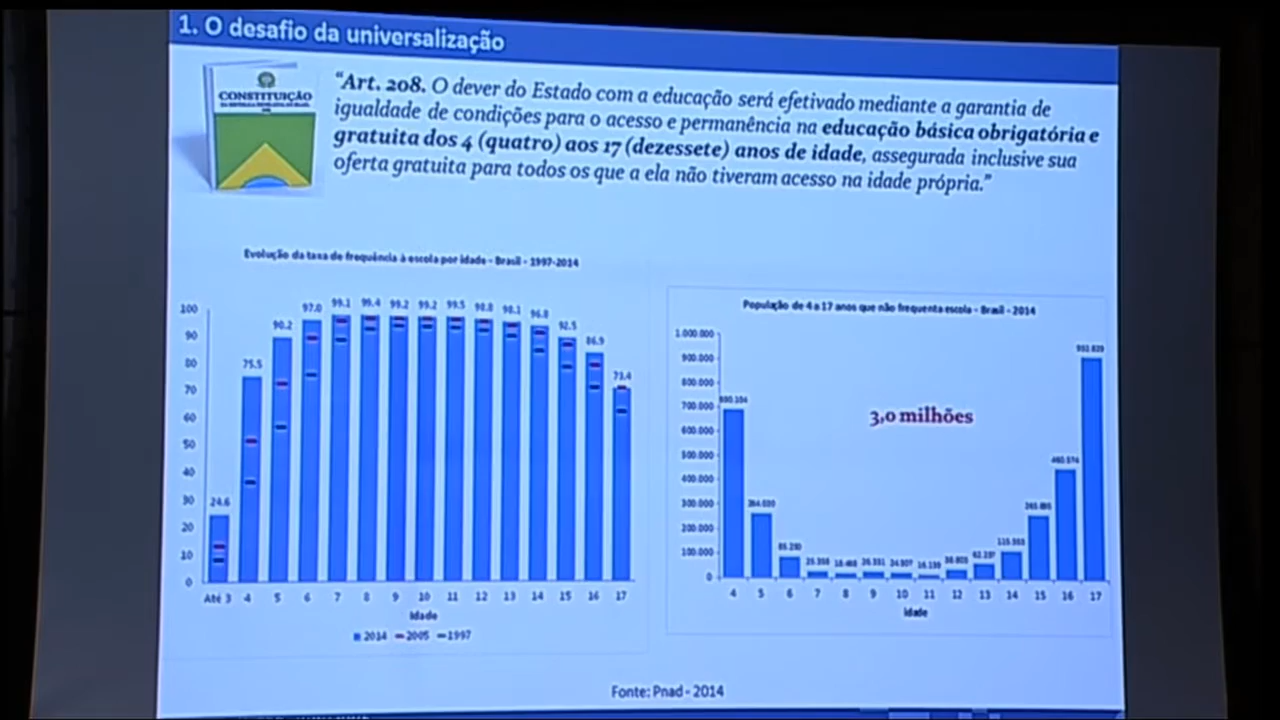 1. O desafio da universalização
CONSTITUIÇÃO
“Art. 208. O dever do Estado com a educação será efetivado mediante a garantia de
igualdade de condições para o acesso e permanência na educação básica obrigatória e
gratuita dos 4 (quatro) aos 17 (dezessete) anos de idade, assegurada inclusive sua
oferta gratuita para todos os que a ela não tiveram acesso na idade própria.”
Evolução da taxa de frequência à escola por idade - Brasil - 1997-2014
100
90
80
70
60
50
40
30
20
10
0
24.6
75.5
90.2
97.0
99.1
99.4
99.2
99.2
99.5
98.8
98.1
96.8
92.5
86.9
73.4
Até 3 4 5 6 7 8 9 10 11 12 13 14 15 16 17
Idade
2014 2005 1997
População de 4 a 17 anos que não frequenta escola - Brasil - 2014
1.000.000
900.000
800.000
700.000
600.000
500.000
400.000
300.000
200.000
100.000
0
3,0 milhões
4 5 6 7 8 9 10 11 12 13 14 15 16 17
Idade
Fonte: Pnad - 2014